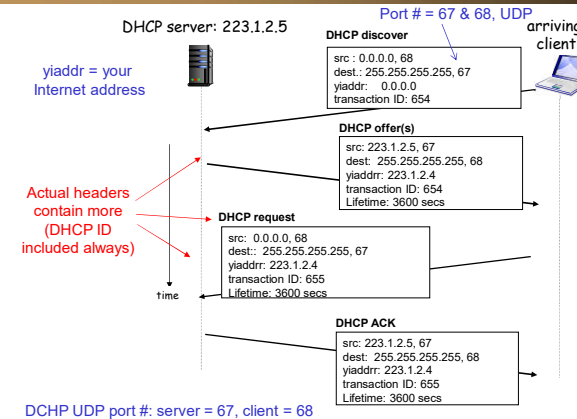 Port # = 67 & 68, UDP
DHCP server: 223.1.2.5
arriving
client
yiaddr = your
Internet address
DHCP discover
src : 0.0.0.0, 68
dest.: 255.255.255.255, 67
yiaddr: 0.0.0.0
transaction ID: 654
DHCP offer(s)
src: 223.1.2.5, 67
dest: 255.255.255.255, 68
yiaddrr: 223.1.2.4
transaction ID: 654
Lifetime: 3600 secs
Actual headers
contain more
(DHCP ID
included always)
DHCP request
src: 0.0.0.0, 68
dest:: 255.255.255.255, 67
yiaddrr: 223.1.2.4
transaction ID: 655
Lifetime: 3600 secs
time
DHCP ACK
src: 223.1.2.5, 67
dest: 255.255.255.255, 68
yiaddrr: 223.1.2.4
transaction ID: 655
Lifetime: 3600 secs
DCHP UDP port #: server = 67, client = 68